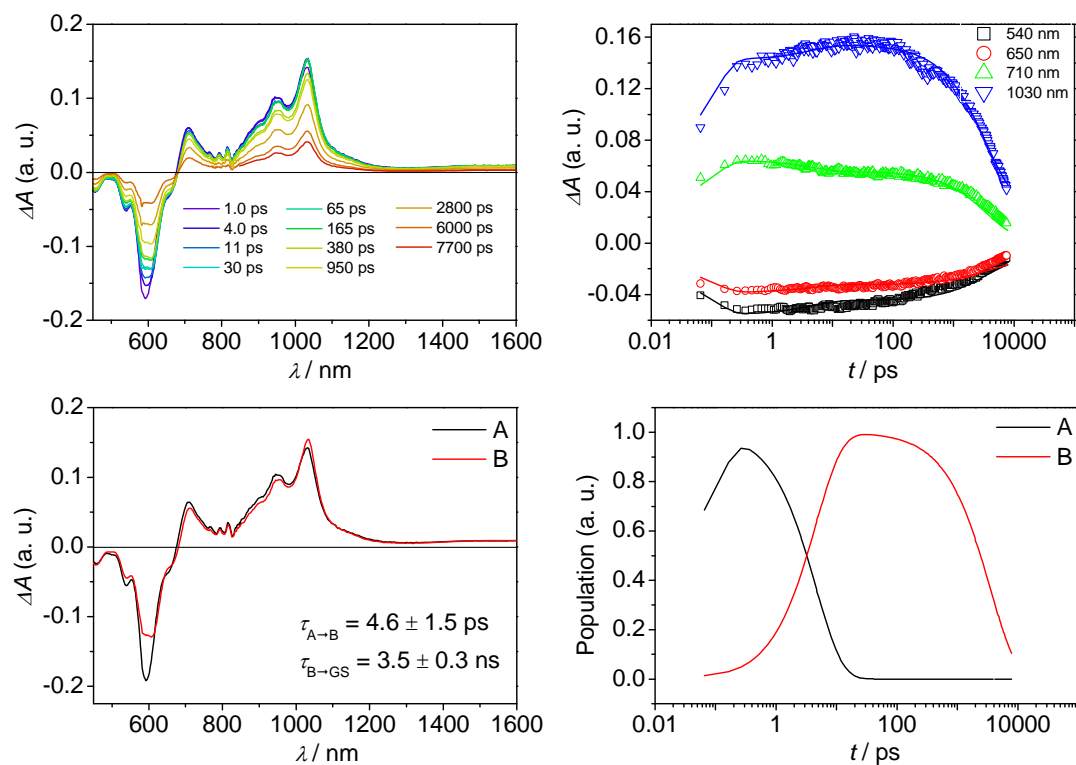 0.2
0.1
0.0
-0.1
-0.2
ΔA (a. u.)
1.0 ps
4.0 ps
11 ps
30 ps
65 ps
165 ps
380 ps
950 ps
2800 ps
6000 ps
7700 ps
600 800 1000 1200 1400 1600
λ / nm
0.16
0.12
0.08
0.04
0.00
-0.04
ΔA (a. u.)
540 nm
650 nm
710 nm
1030 nm
0.01 1 100 10000
t / ps
0.2
0.1
0.0
-0.1
-0.2
ΔA (a. u.)
A
B
τA→B = 4.6 ± 1.5 ps
τB→GS = 3.5 ± 0.3 ns
600 800 1000 1200 1400 1600
λ / nm
1.0
0.8
0.6
0.4
0.2
0.0
Population (a. u.)
A
B
0.01 1 100 10000
t / ps